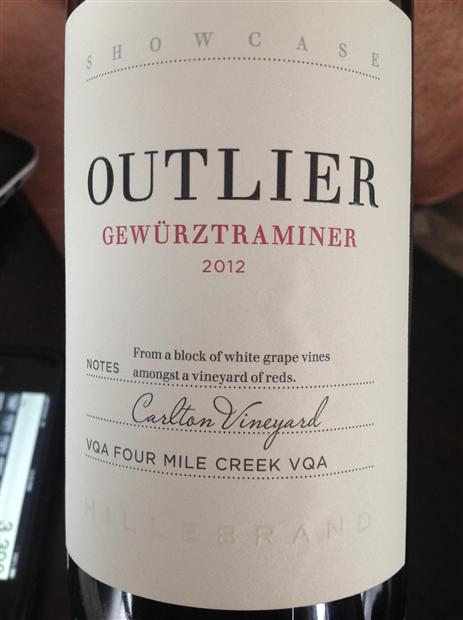 SHOWCASE
OUTLIER
GEWÜRZTRAMINER
2012
NOTES From a block of white grape vines
amongst a vineyard of reds.
Carlton Vineyard
VQA FOUR MILE CREEK VQA
HILLEBRAND